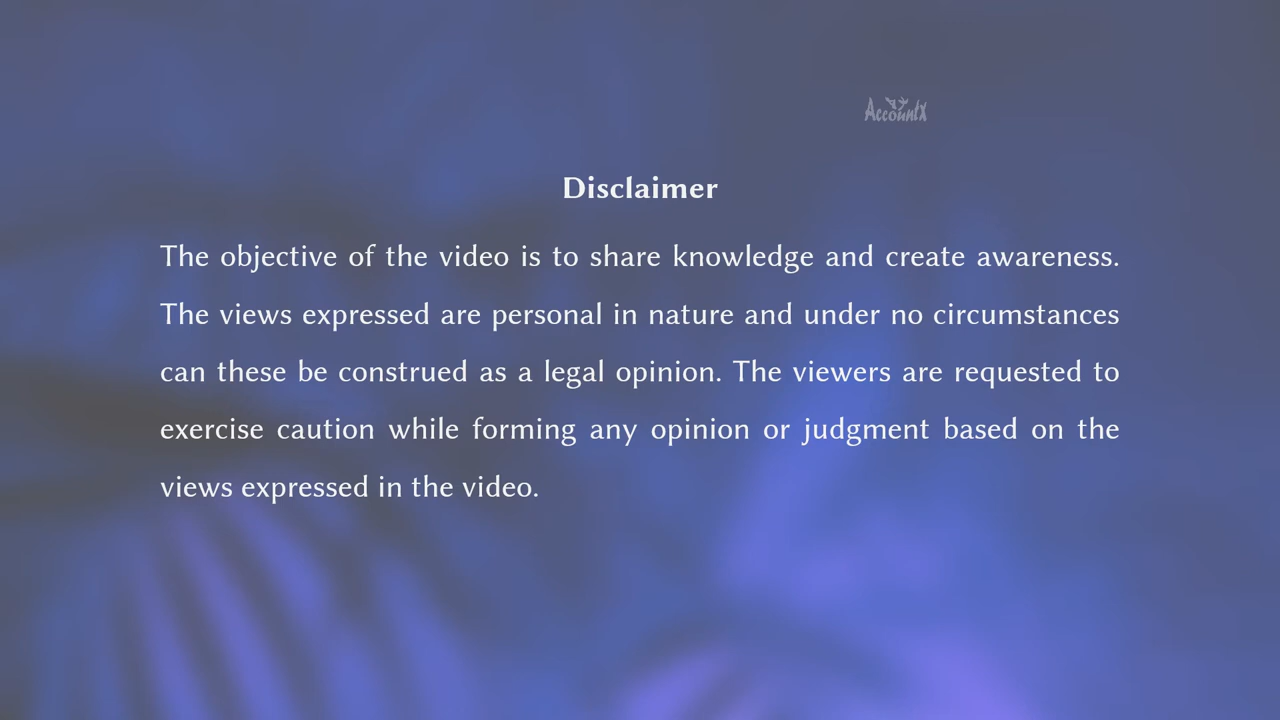 AccountX
Disclaimer
The objective of the video is to share knowledge and create awareness.
The views expressed are personal in nature and under no circumstances
can these be construed as a legal opinion. The viewers are requested to
exercise caution while forming any opinion or judgment based on the
views expressed in the video.